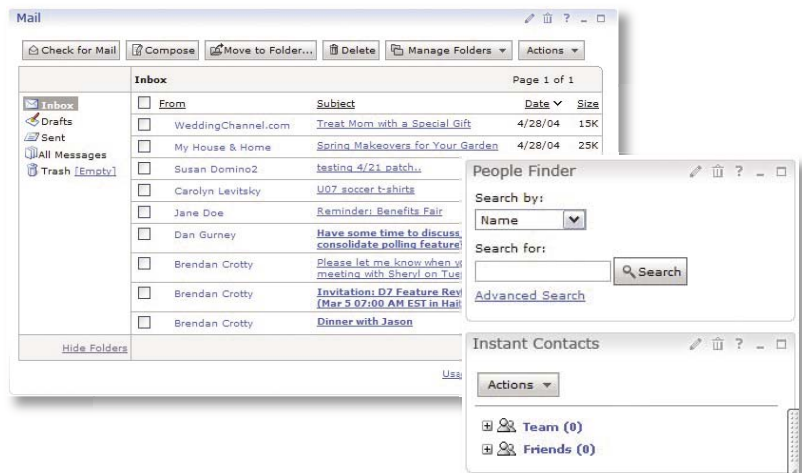 Mail
Check for Mail Compose Move to Folder... Delete Manage Folders Actions
Inbox Page 1 of 1
Inbox
Drafts
Sent
All Messages
Trash [Empty]
Hide Folders
From Subject Date Size
WeddingChannel.com Treat Mom with a Special Gift 4/28/04 15K
My House & Home Spring Makeovers for Your Garden 4/28/04 25K
Susan Domino2 testing 4/21 patch..
Carolyn Levitsky U07 soccer t-shirts
Jane Doe Reminder: Benefits Fair
Dan Gurney Have some time to discuss
consolidate polling feature
Brendan Crotty Please let me know when
meeting with Sheryl on
Brendan Crotty Invitation: D7 Feature
(Mar 5 07:00 AM EST in
Brendan Crotty Dinner with Jason
People Finder ?
Search by:
Name
Search for:
Search
Advanced Search
Instant Contacts ?
Actions
Team (0)
Friends (0)